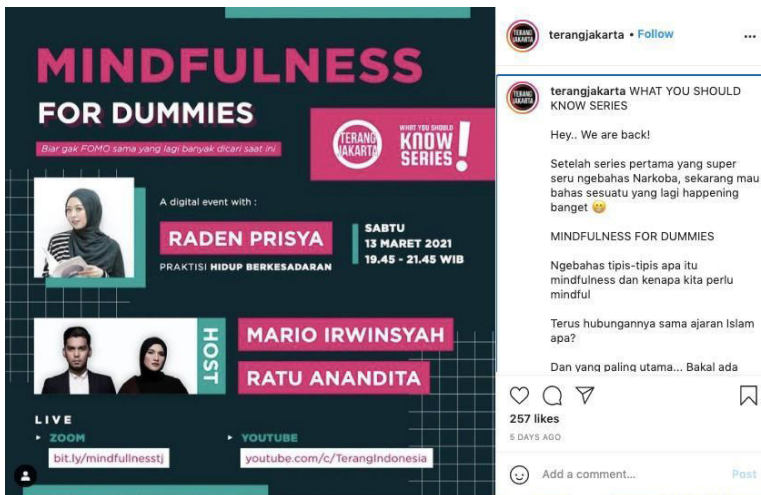 MINDFULNESS
FOR DUMMIES
Biar gak FOMO sama yang lagi banyak dicari saat ini
TERANG
JAKARTA
WHAT YOU SHOULD
KNOW
SERIES
!
A digital event with :
RADEN PRISYA
PRAKTISI HIDUP BERKESADARAN
SABTU
13 MARET 2021
19.45 - 21.45 WIB
HOST
MARIO IRWINSYAH
RATU ANANDITA
LIVE
ZOOM
bit.ly/mindfullnesstj
YOUTUBE
youtube.com/c/TerangIndonesia
TERANG
JAKARTA
terangjakarta • Follow
...
TERANG
JAKARTA
terangjakarta WHAT YOU SHOULD
KNOW SERIES
Hey.. We are back!
Setelah series pertama yang super
seru ngebahas Narkoba, sekarang mau
bahas sesuatu yang lagi happening
banget 😀
MINDFULNESS FOR DUMMIES
Ngebahas tipis-tipis apa itu
mindfulness dan kenapa kita perlu
mindful
Terus hubungannya sama ajaran Islam
apa?
Dan yang paling utama... Bakal ada
257 likes
5 DAYS AGO
Add a comment...
Post